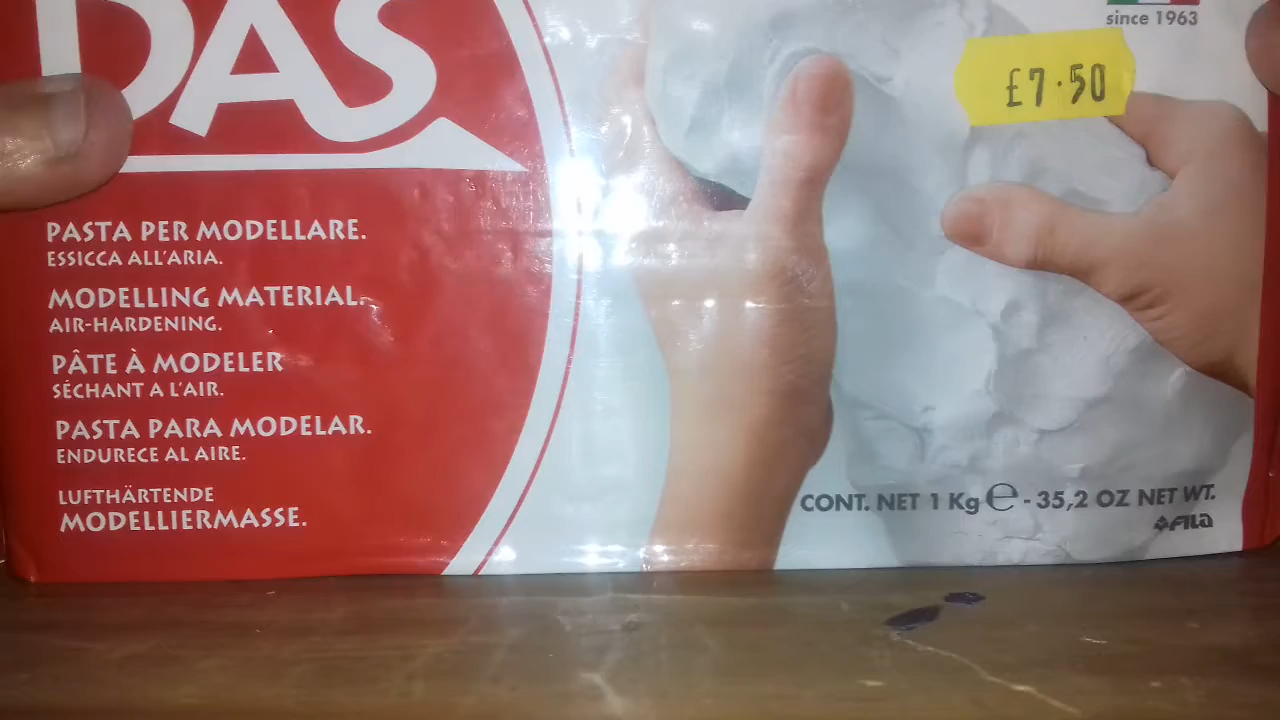 DAS
since 1963
£7.50
PASTA PER MODELLARE.
ESSICCA ALL'ARIA.
MODELLING MATERIAL.
AIR-HARDENING.
PÂTE À MODELER
SÉCHANT A L'AIR.
PASTA PARA MODELAR.
ENDURECE AL AIRE.
LUFTHÄRTENDE
MODELLIERMASSE.
CONT. NET 1 Kg e - 35,2 OZ NET WT.
FILA